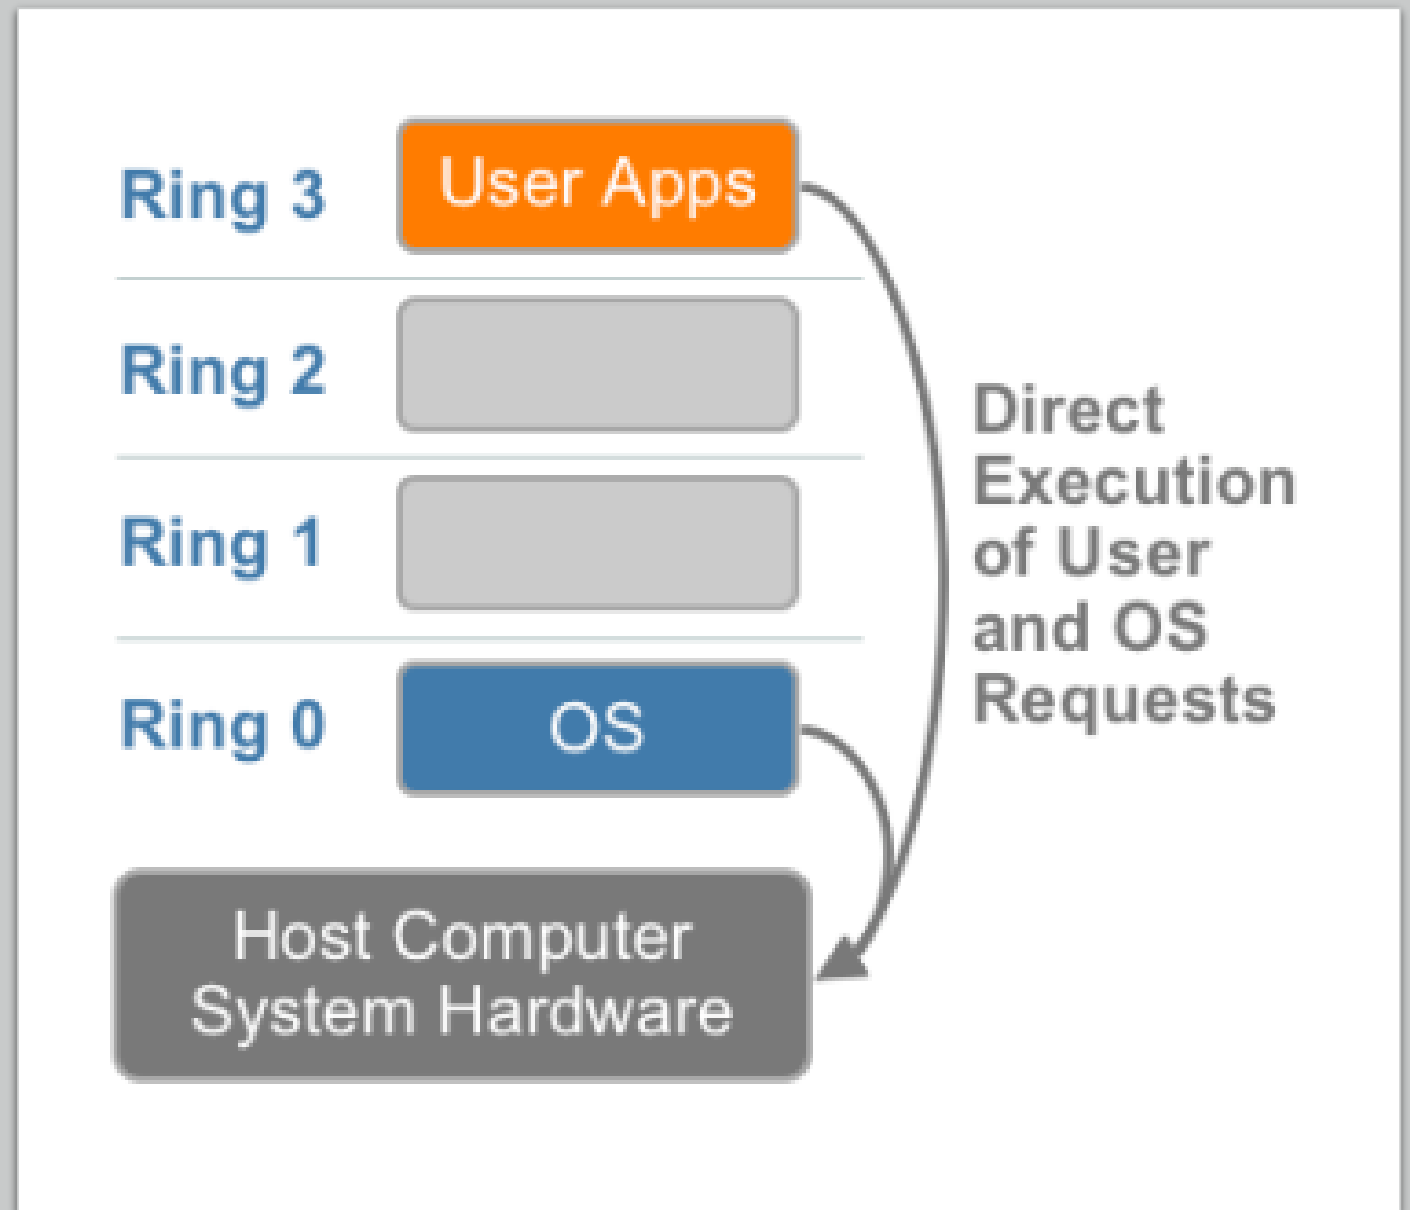 Ring 3
User Apps
Ring 2
Ring 1
Ring 0
OS
Direct
Execution
of User
and OS
Requests
Host Computer
System Hardware